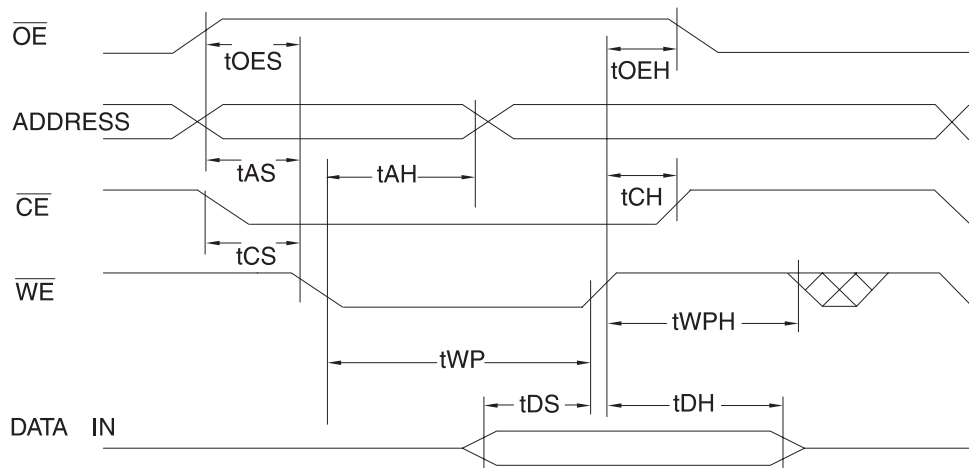 OE
tOES
tOEH
ADDRESS
tAS
tAH
tCH
CE
tCS
WE
tWPH
tWP
tDS
tDH
DATA IN